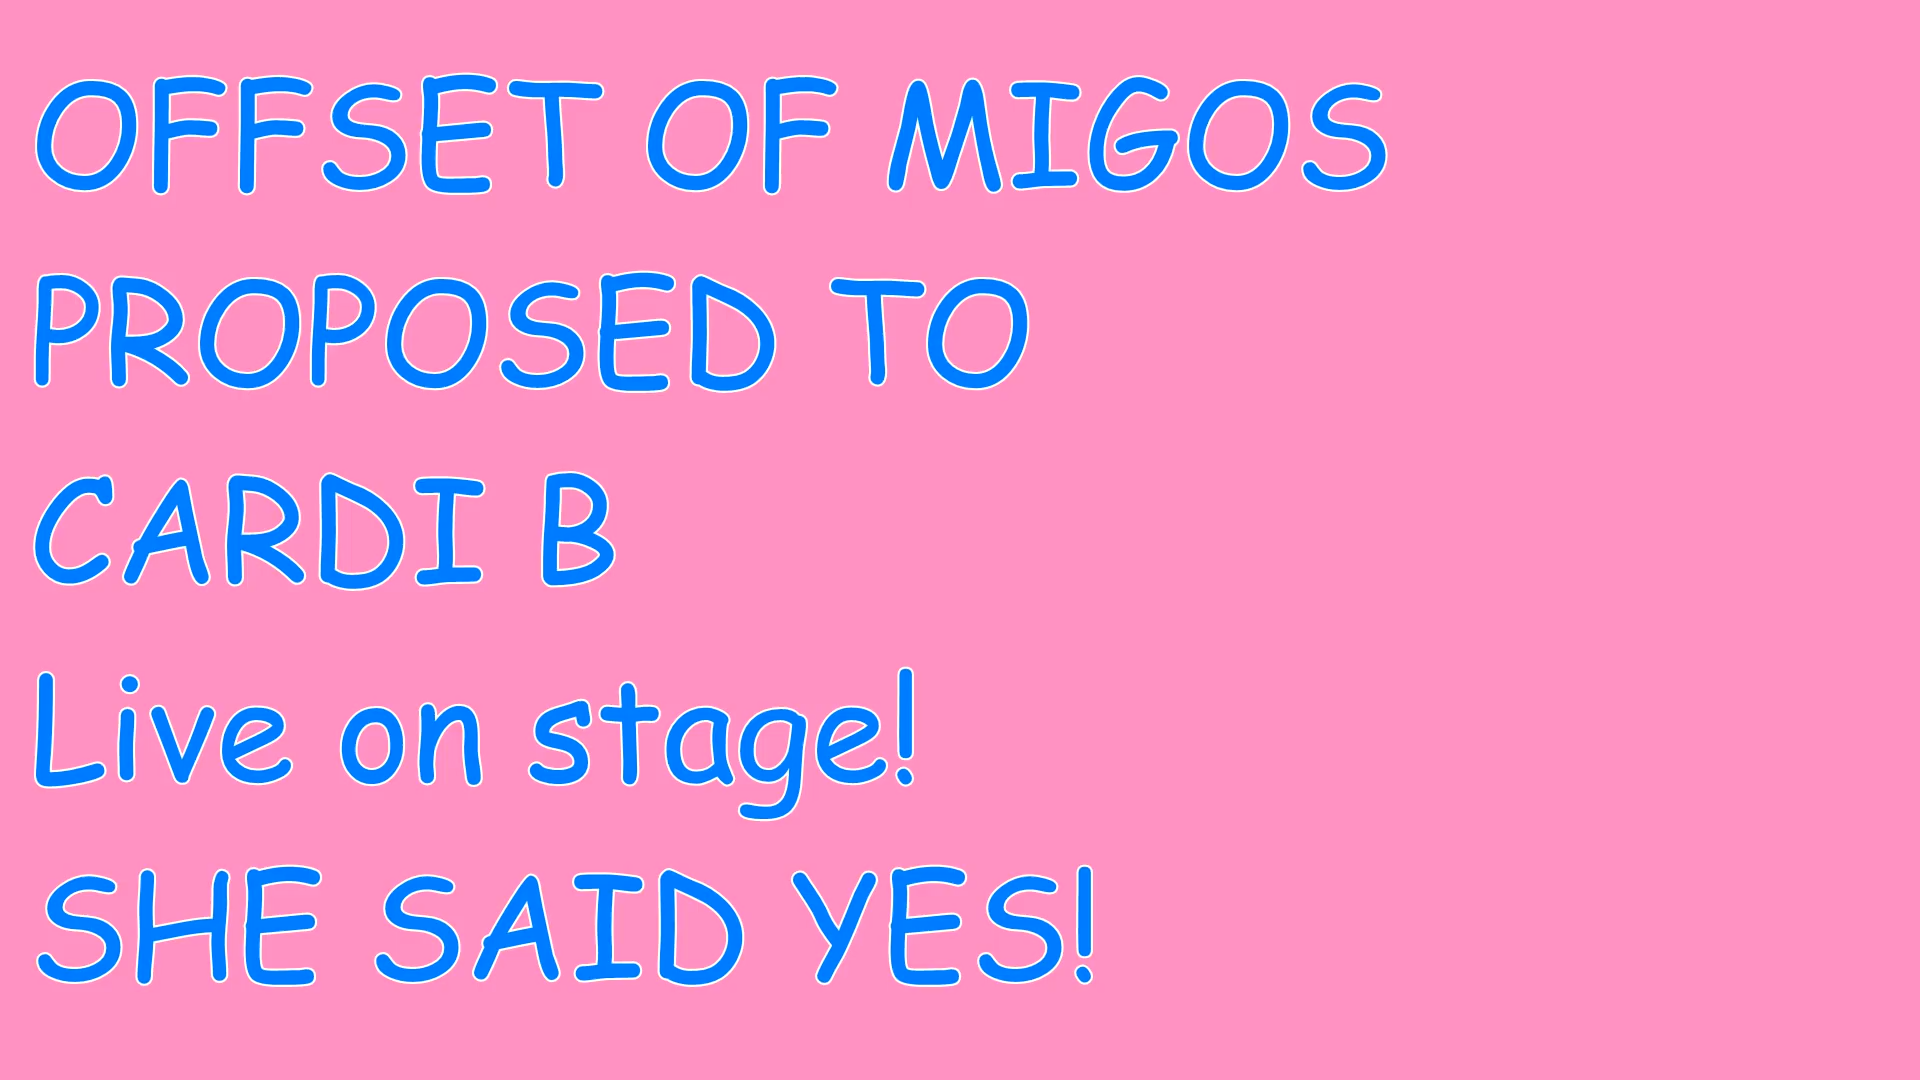 OFFSET OF MIGOS
PROPOSED TO
CARDI B
Live on stage!
SHE SAID YES!